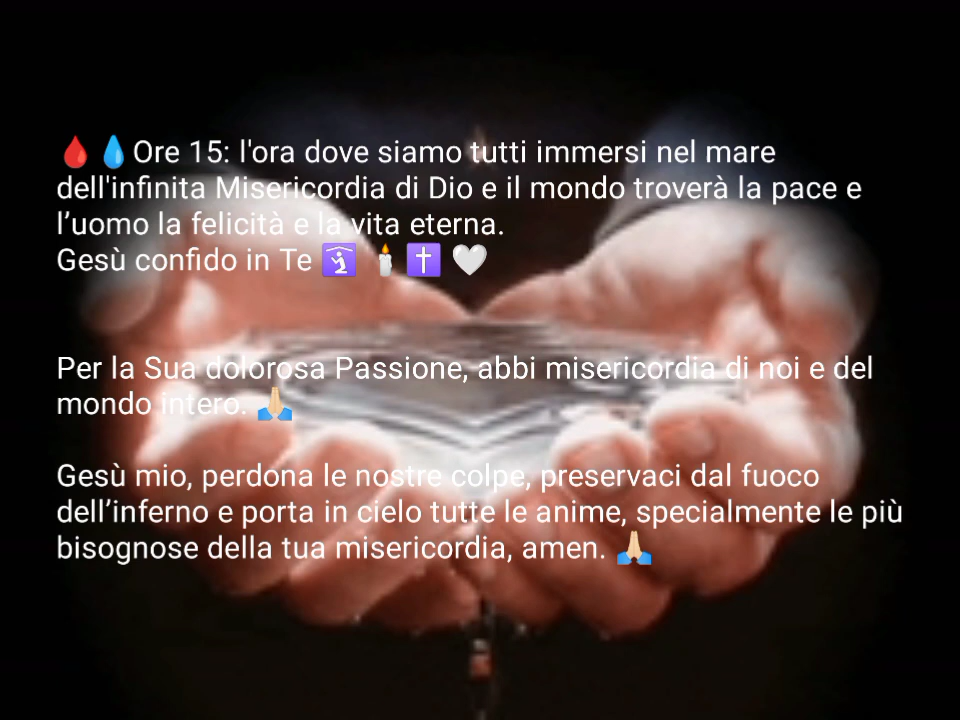 🩸💧Ore 15: l'ora dove siamo tutti immersi nel mare
dell'infinita Misericordia di Dio e il mondo troverà la pace e
l’uomo la felicità e la vita eterna.
Gesù confido in Te 🛐🕯️✝️🤍
Per la Sua dolorosa Passione, abbi misericordia di noi e del
mondo intero. 🙏🏻
Gesù mio, perdona le nostre colpe, preservaci dal fuoco
dell’inferno e porta in cielo tutte le anime, specialmente le più
bisognose della tua misericordia, amen. 🙏🏻